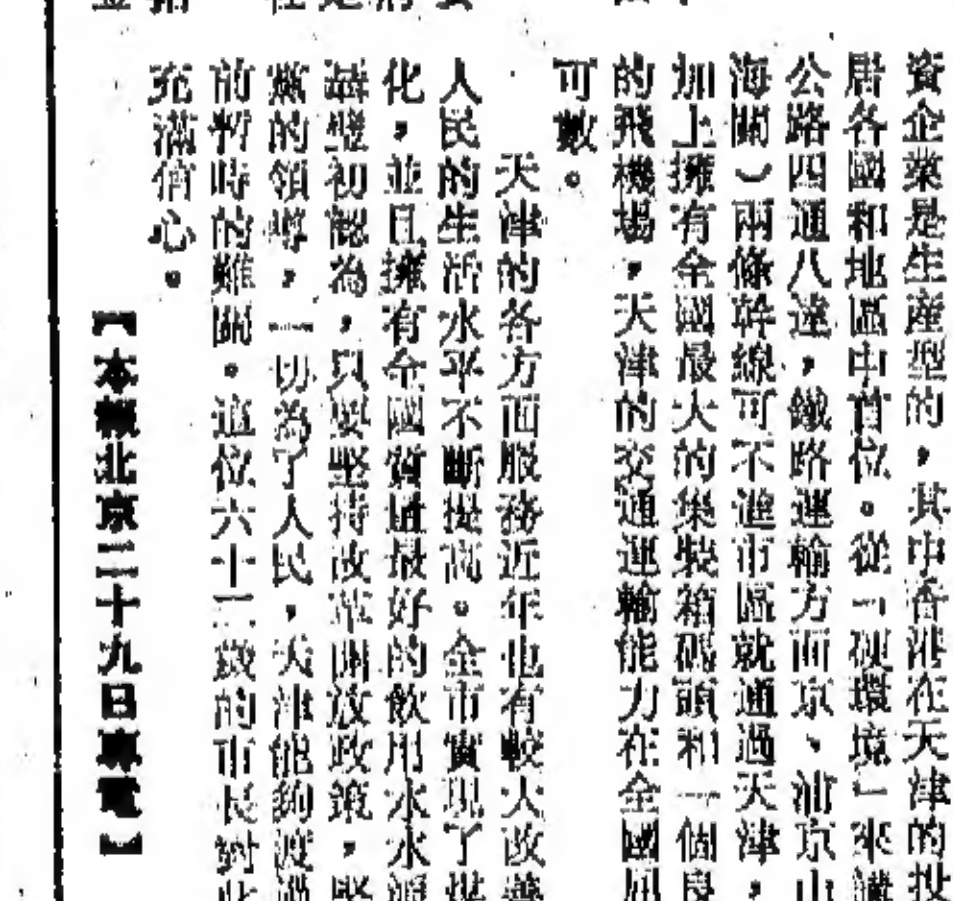 資企業是生產型的，其中香港在天津的投
居各國和地區中首位。從「硬環境」來講
公路四通八達，鐵路運輸方面京、浦京山
海關）兩條幹線可不進市區就通過天津，
加上擁有全國最大的集裝箱碼頭和一個良
的飛機場，天津的交通運輸能力在全國屈
可數。
天津的各方面服務近年也有較大改善
人民的生活水平不斷提高。全市實現了煤
化，並且擁有全國質量最好的飲用水水源
聶璧初認為，只要堅持改革開放政策，堅
黨的領導，一切為了人民，天津能夠渡過
前暫時的難關。這位六十二歲的市長對此
充滿信心。
【本報北京二十九日專電】